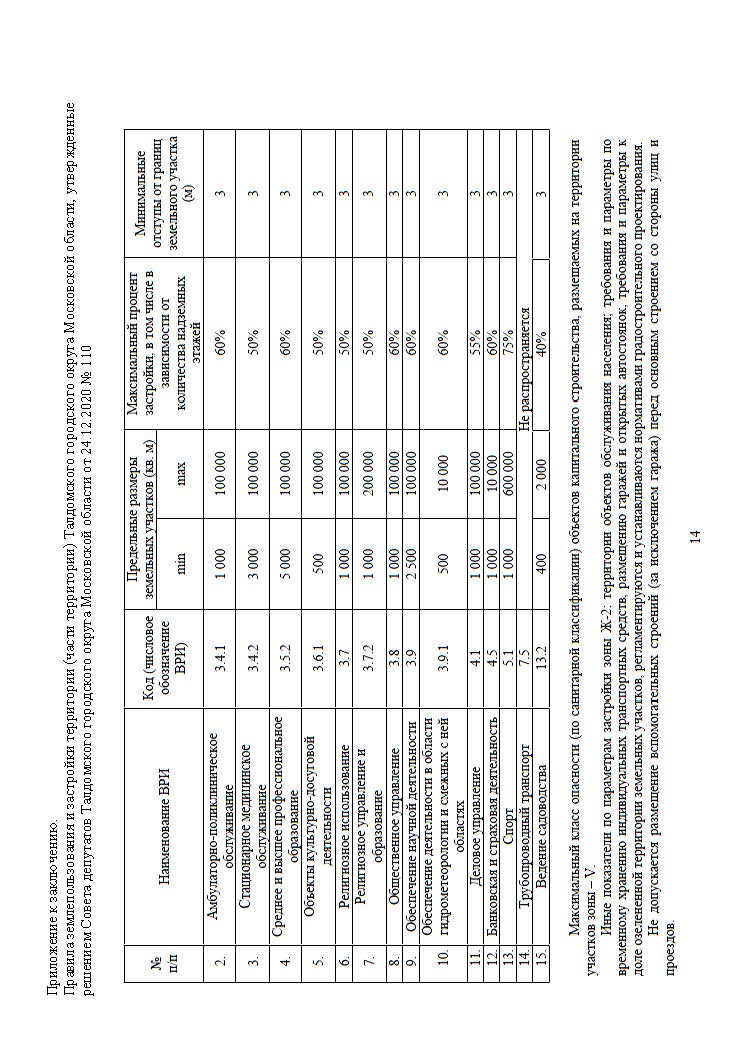 Приложение к заключению.
Правила землепользования и застройки территории (части территории) Талдомского городского округа Московской области, утвержденные
решением Совета депутатов Талдомского городского округа Московской области от 24.12.2020 № 110
№ п/п | Наименование ВРИ | Код (числовое обозначение ВРИ) | Предельные размеры земельных участков (кв. м) min | max | Максимальный процент застройки, в том числе в зависимости от количества надземных этажей | Минимальные отступы от границ земельного участка (м)
2. | Амбулаторно-поликлиническое обслуживание | 3.4.1 | 1 000 | 100 000 | 60% | 3
3. | Стационарное медицинское обслуживание | 3.4.2 | 3 000 | 100 000 | 50% | 3
4. | Среднее и высшее профессиональное образование | 3.5.2 | 5 000 | 100 000 | 60% | 3
5. | Объекты культурно-досуговой деятельности | 3.6.1 | 500 | 100 000 | 50% | 3
6. | Религиозное использование | 3.7 | 1 000 | 100 000 | 50% | 3
7. | Религиозное управление и образование | 3.7.2 | 1 000 | 200 000 | 50% | 3
8. | Общественное управление | 3.8 | 1 000 | 100 000 | 60% | 3
9. | Обеспечение научной деятельности | 3.9 | 2 500 | 100 000 | 60% | 3
10. | Обеспечение деятельности в области гидрометеорологии и смежных с ней областях | 3.9.1 | 500 | 10 000 | 60% | 3
11. | Деловое управление | 4.1 | 1 000 | 100 000 | 55% | 3
12. | Банковская и страховая деятельность | 4.5 | 1 000 | 10 000 | 60% | 3
13. | Спорт | 5.1 | 1 000 | 600 000 | 75% | 3
14. | Трубопроводный транспорт | 7.5 | Не распространяется
15. | Ведение садоводства | 13.2 | 400 | 2 000 | 40% | 3
Максимальный класс опасности (по санитарной классификации) объектов капитального строительства, размещаемых на территории
участков зоны – V.
Иные показатели по параметрам застройки зоны Ж-2: территории объектов обслуживания населения; требования и параметры по
временному хранению индивидуальных транспортных средств, размещению гаражей и открытых автостоянок, требования и параметры к
доле озелененной территории земельных участков, регламентируются и устанавливаются нормативами градостроительного проектирования.
Не допускается размещение вспомогательных строений (за исключением гаража) перед основным строением со стороны улиц и
проездов.
14